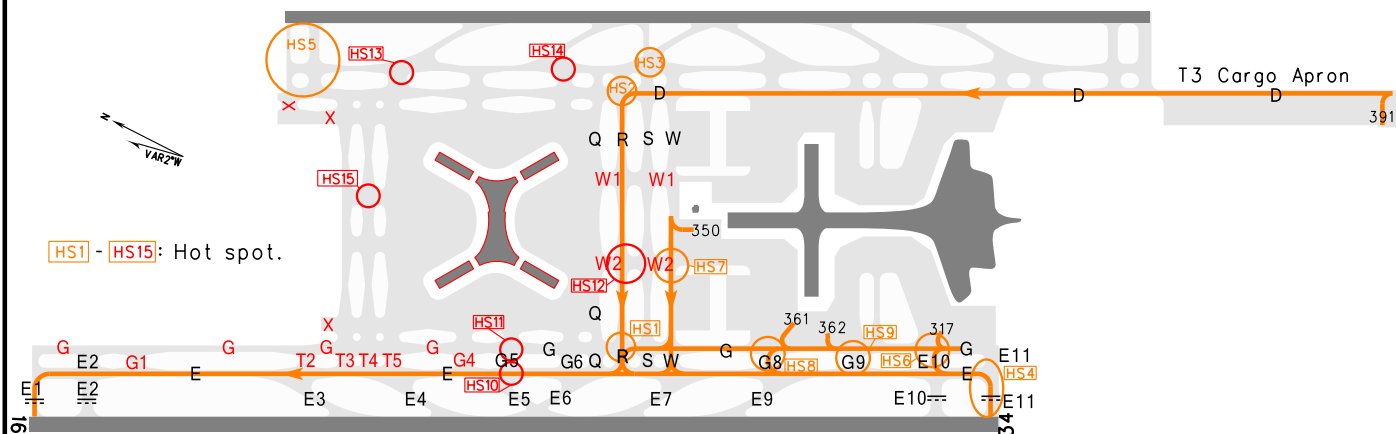 HS5
HS13
HS14
HS3
HS2
D
T3 Cargo Apron
D
D
391
X
X
N
VAR2°W
Q
R
S
W
HS15
W1
W1
350
HS1 - HS15: Hot spot.
W2
W2
HS7
HS12
Q
X
HS11
HS1
361
362
HS9
317
G
G
G
G
G
G
G
E2
G1
T2
T3
T4
T5
G4
G5
G6
Q
R
S
W
G8
HS8
G9
HS6
E10
E11
E
E
E
HS10
HS4
E1
E2
E3
E4
E5
E6
E7
E9
E10
E11
16
34